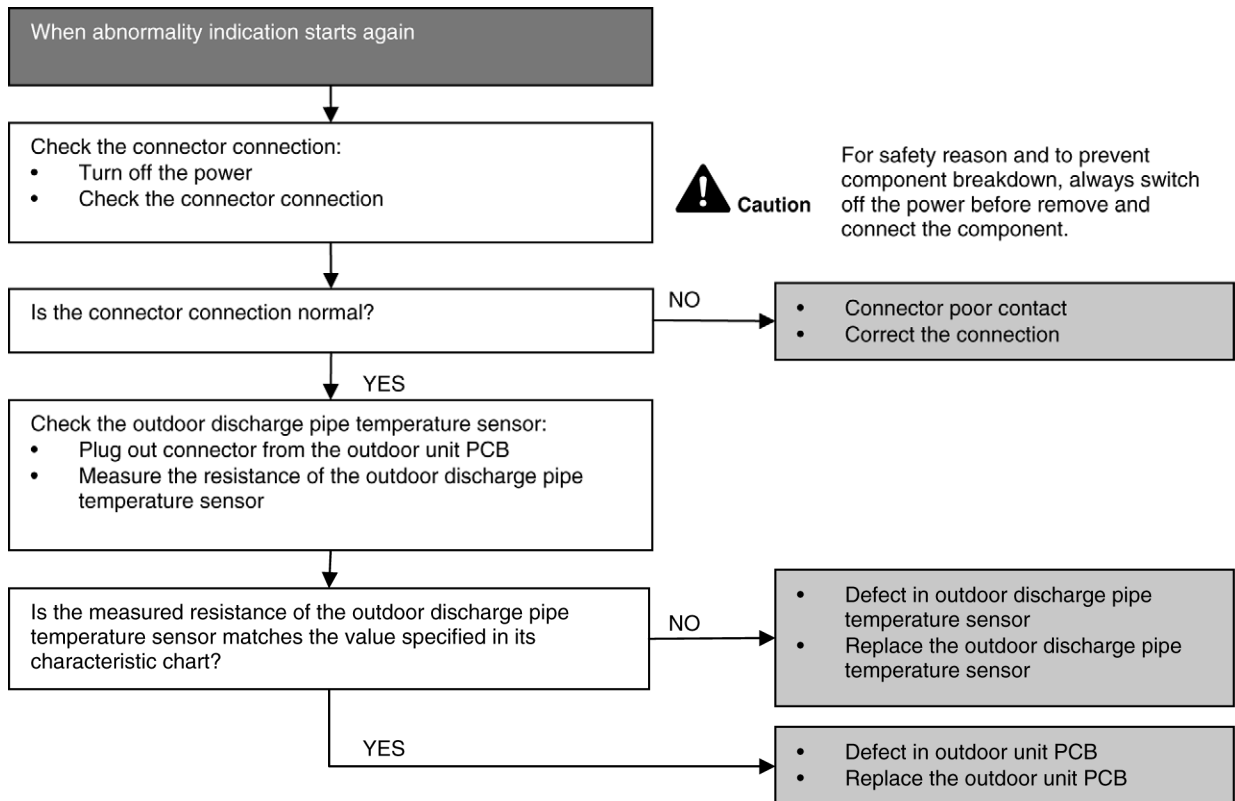 When abnormality indication starts again
Check the connector connection:
• Turn off the power
• Check the connector connection
Caution
For safety reason and to prevent
component breakdown, always switch
off the power before remove and
connect the component.
Is the connector connection normal?
NO
• Connector poor contact
• Correct the connection
YES
Check the outdoor discharge pipe temperature sensor:
• Plug out connector from the outdoor unit PCB
• Measure the resistance of the outdoor discharge pipe
temperature sensor
Is the measured resistance of the outdoor discharge pipe
temperature sensor matches the value specified in its
characteristic chart?
NO
• Defect in outdoor discharge pipe
temperature sensor
• Replace the outdoor discharge pipe
temperature sensor
YES
• Defect in outdoor unit PCB
• Replace the outdoor unit PCB